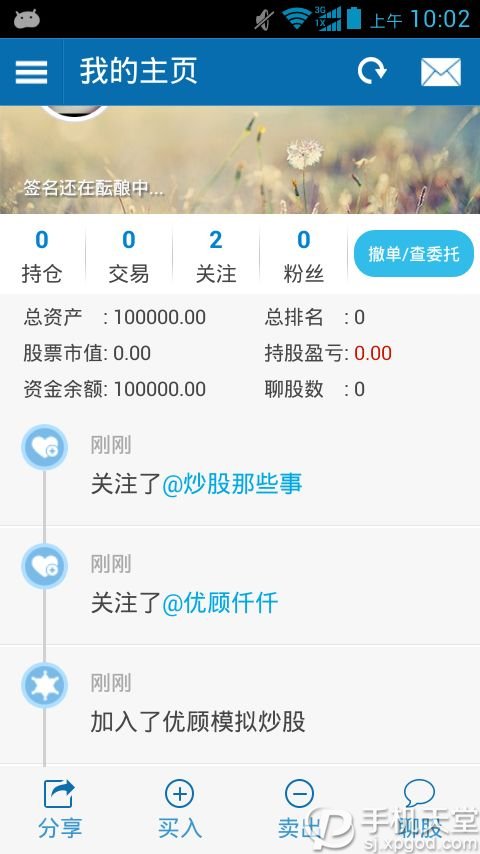 3G
上午 10:02
我的主页
签名还在酝酿中...
0 0 2 0
持仓 交易 关注 粉丝 撤单/查委托
总资产 : 100000.00 总排名 : 0
股票市值: 0.00 持股盈亏: 0.00
资金余额: 100000.00 聊股数 : 0
刚刚
关注了@炒股那些事
刚刚
关注了@优顾仟仟
刚刚
加入了优顾模拟炒股
分享 买入 卖出 聊股
手机天堂
sj.xpgod.com